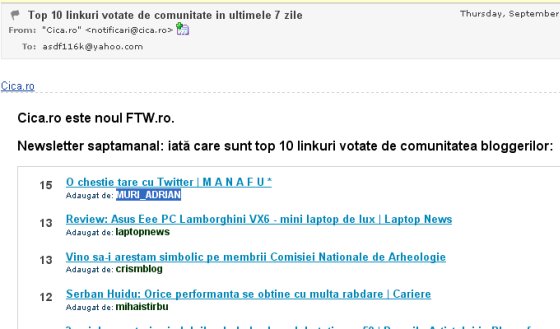 Top 10 linkuri votate de comunitate in ultimele 7 zile
Thursday, September
From: "Cica.ro" <notificari@cica.ro>
To: asdf116k@yahoo.com
Cica.ro
Cica.ro este noul FTW.ro.
Newsletter saptamanal: iată care sunt top 10 linkuri votate de comunitatea bloggerilor:
15 O chestie tare cu Twitter | M A N A F U *
Adaugat de: MURI_ADRIAN
13 Review: Asus Eee PC Lamborghini VX6 - mini laptop de lux | Laptop News
Adaugat de: laptopnews
13 Vino sa-i arestam simbolic pe membrii Comisiei Nationale de Arheologie
Adaugat de: crismblog
12 Serban Huidu: Orice performanta se obtine cu multa rabdare | Cariere
Adaugat de: mihaistirbu